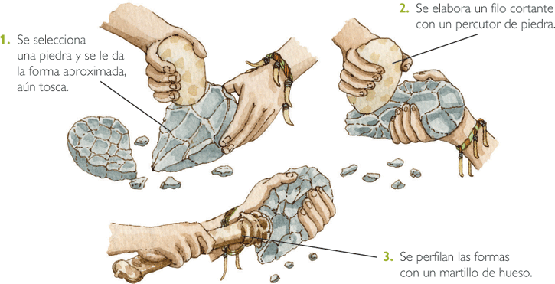 1. Se selecciona
una piedra y se le da
la forma aproximada,
aún tosca.
2. Se elabora un filo cortante
con un percutor de piedra.
3. Se perfilan las formas
con un martillo de hueso.